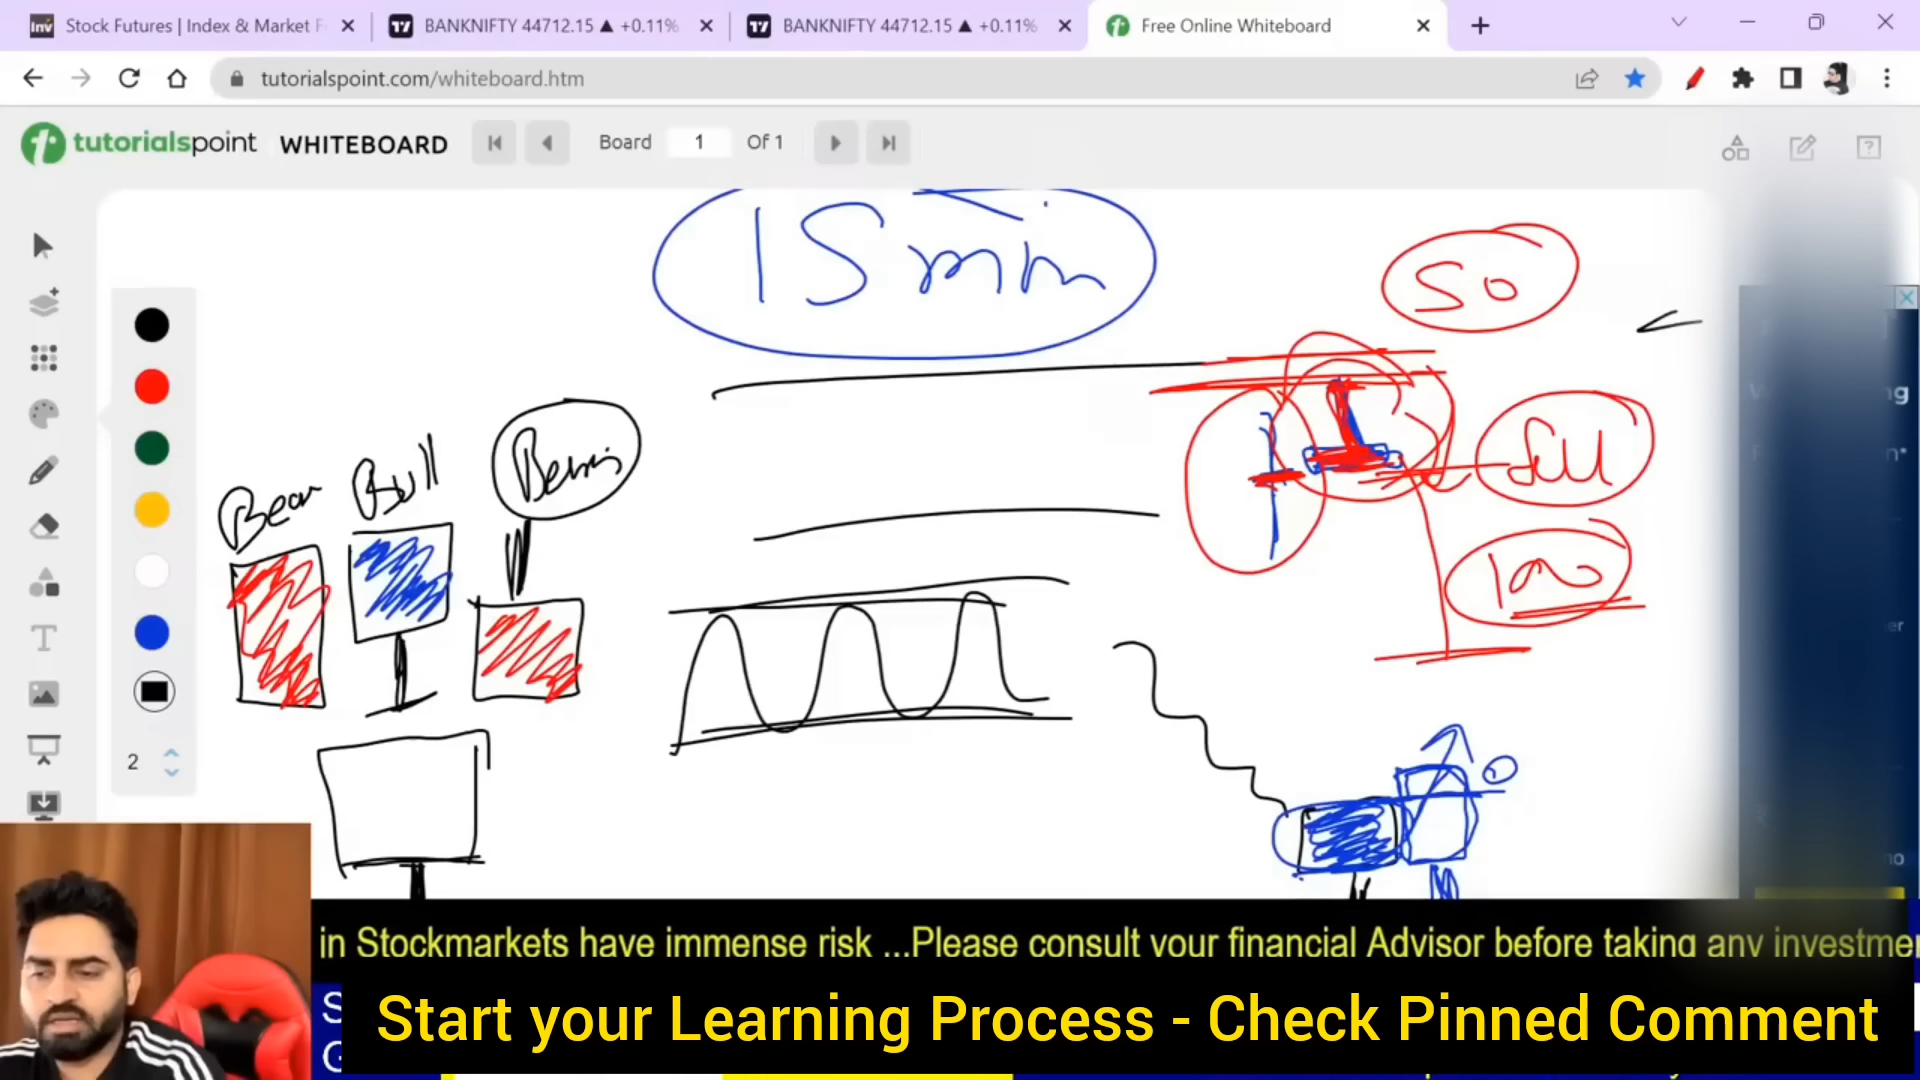 Stock Futures | Index & Market F
BANKNIFTY 44712.15 ▲ +0.11%
BANKNIFTY 44712.15 ▲ +0.11%
Free Online Whiteboard
tutorialspoint.com/whiteboard.htm
tutorialspoint WHITEBOARD
Board 1 Of 1
15 min
50
Bear
Bull
fill
100
2
in Stockmarkets have immense risk ...Please consult your financial Advisor before taking any investme
Start your Learning Process - Check Pinned Comment